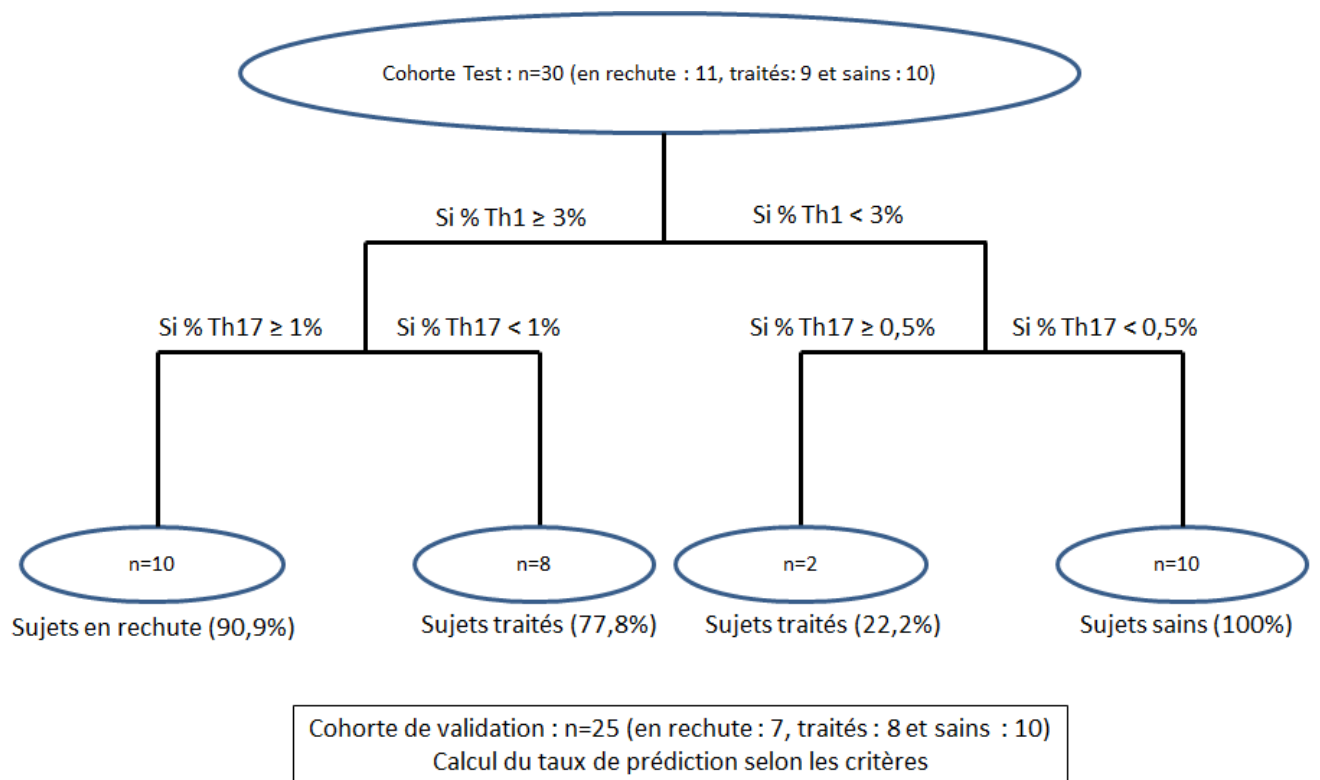 Cohorte Test : n=30 (en rechute : 11, traités: 9 et sains : 10)
Si % Th1 ≥ 3%
Si % Th1 < 3%
Si % Th17 ≥ 1%
Si % Th17 < 1%
Si % Th17 ≥ 0,5%
Si % Th17 < 0,5%
n=10
n=8
n=2
n=10
Sujets en rechute (90,9%)
Sujets traités (77,8%)
Sujets traités (22,2%)
Sujets sains (100%)
Cohorte de validation : n=25 (en rechute : 7, traités : 8 et sains : 10)
Calcul du taux de prédiction selon les critères